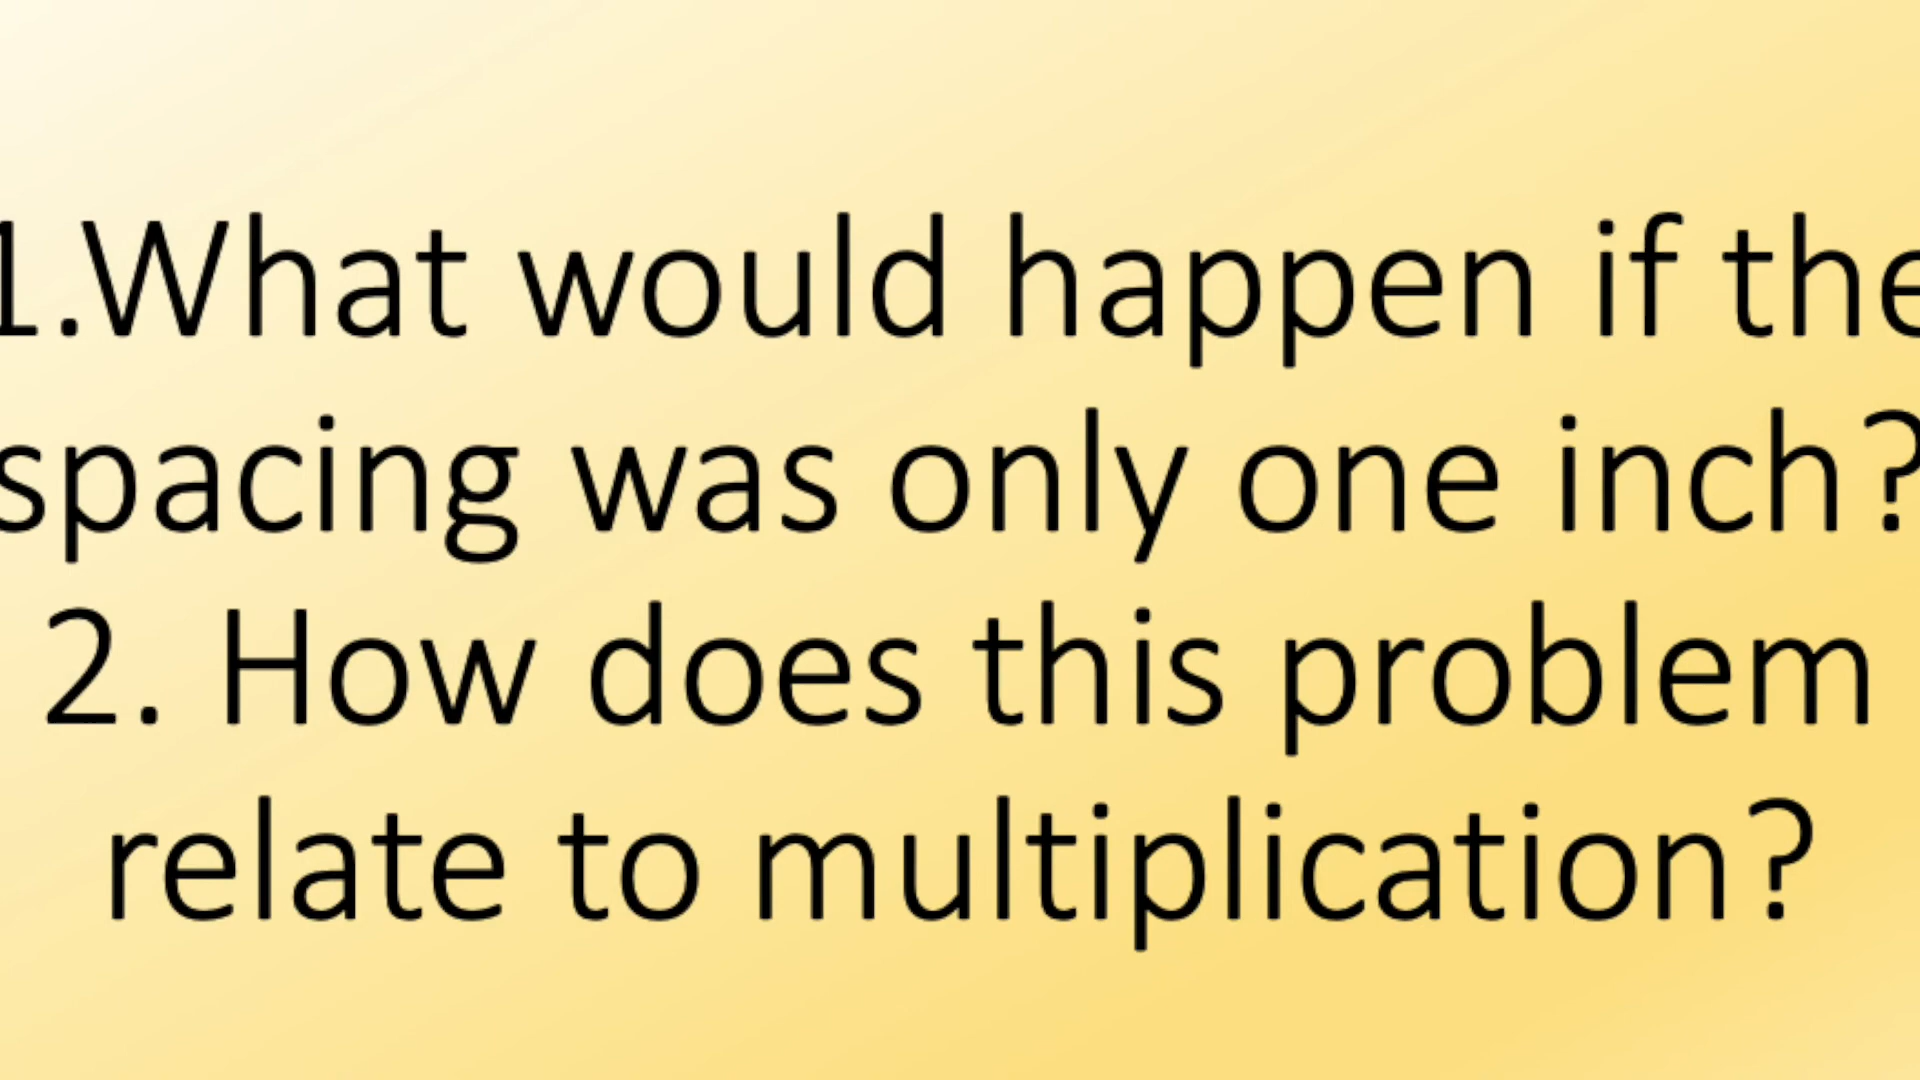 1.What would happen if the
spacing was only one inch?
2. How does this problem
relate to multiplication?